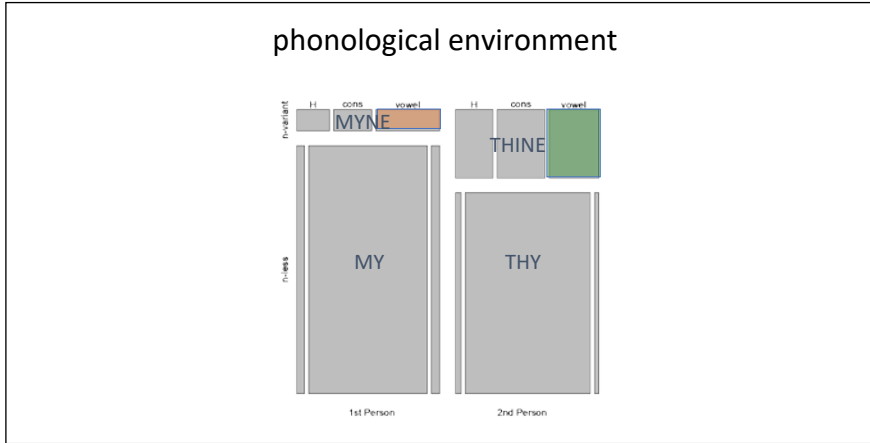 phonological environment
H cons vowel H cons vowel
n-variant
MYNE
THINE
n-less
MY THY
1st Person 2nd Person